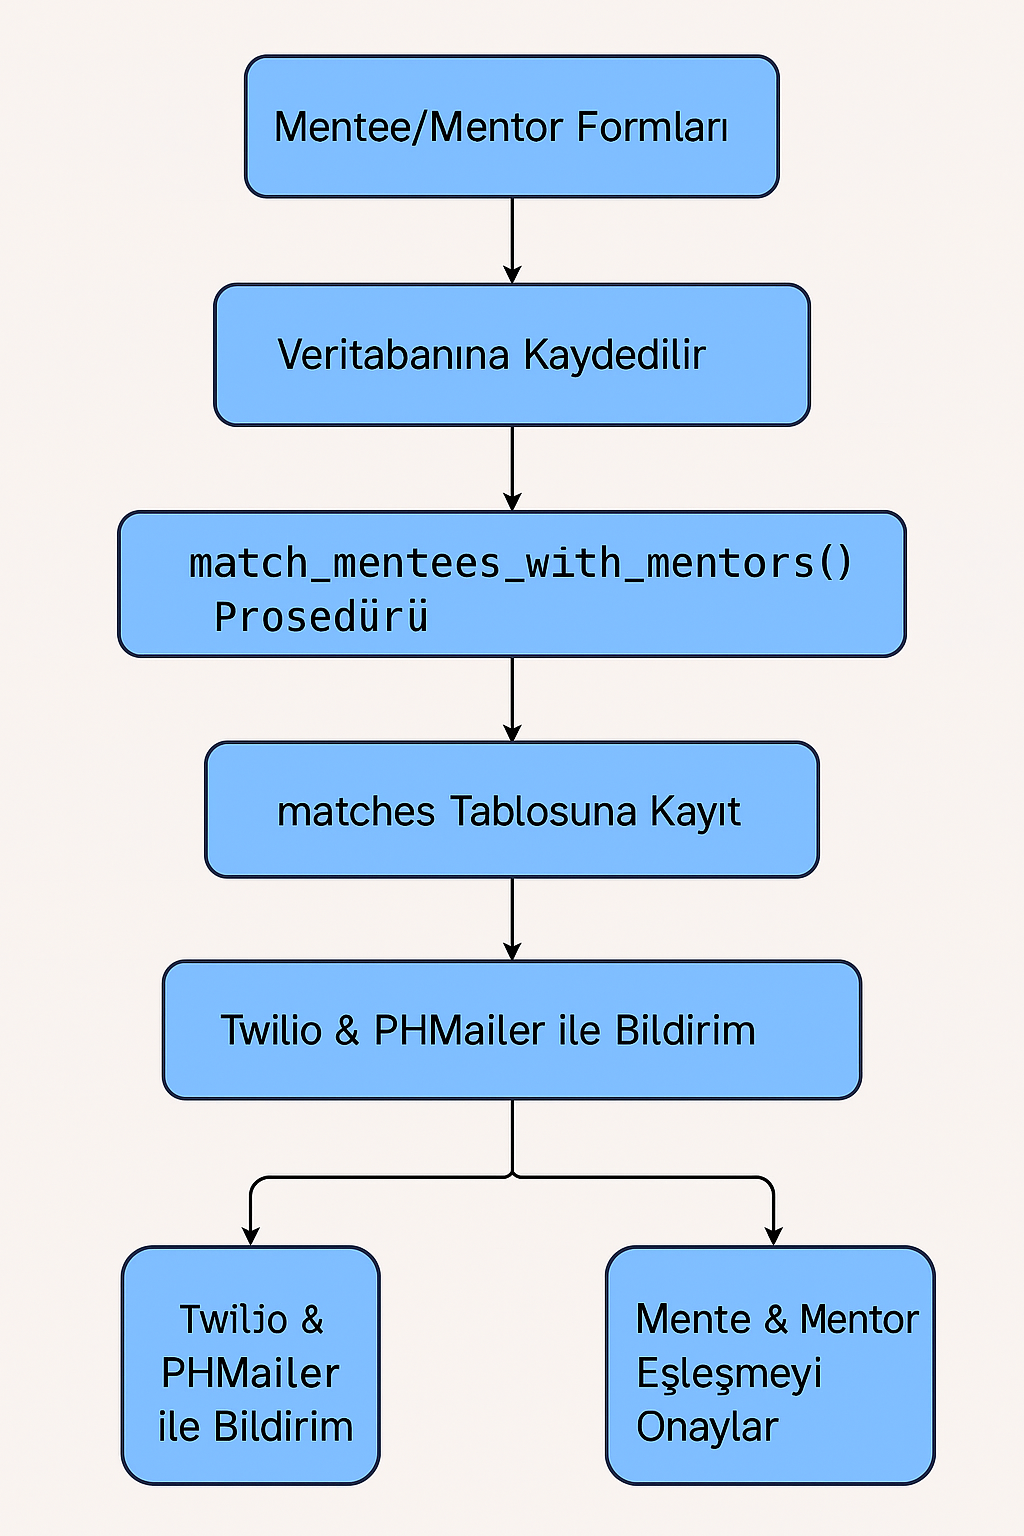 Mentee/Mentor Formları
Veritabanına Kaydedilir
match_mentees_with_mentors()
Prosedürü
matches Tablosuna Kayıt
Twilio & PHMailer ile Bildirim
Twiljo &
PHMailer
ile Bildirim
Mente & Mentor
Eşleşmeyi
Onaylar